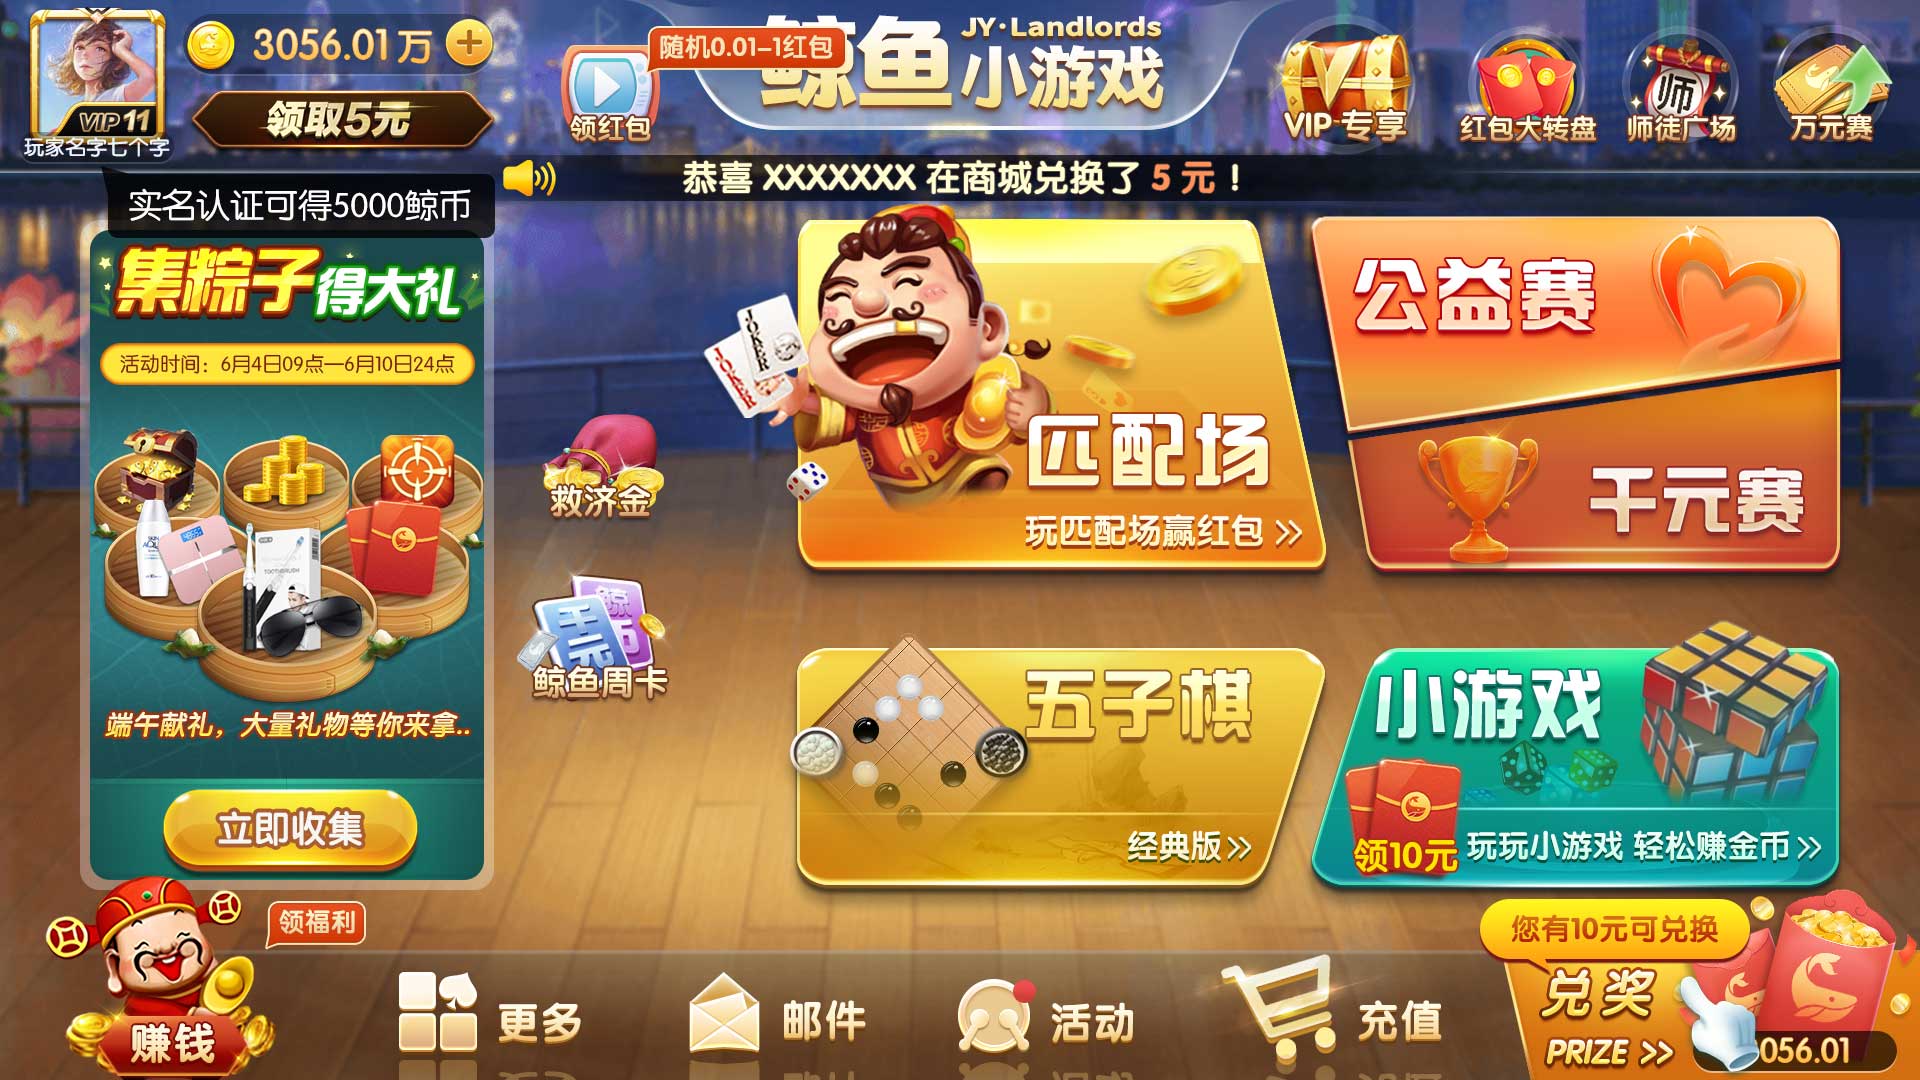 3056.01万
VIP 11
玩家名字七个字
领取5元
实名认证可得5000鲸币
随机0.01-1红包
领红包
鲸鱼
JY·Landlords
小游戏
VIP 专享
红包大转盘
师
师徒广场
万元赛
恭喜 XXXXXXX 在商城兑换了 5 元 !
集粽子得大礼
活动时间：6月4日09点—6月10日24点
端午献礼，大量礼物等你来拿..
立即收集
救济金
千元
鲸币
鲸鱼周卡
JOKER
JOKER
匹配场
玩匹配场赢红包 >>
公益赛
千元赛
五子棋
经典版>>
小游戏
领10元
玩玩小游戏 轻松赚金币>>
领福利
赚钱
更多
邮件
活动
充值
您有10元可兑换
兑奖
PRIZE >>
056.01